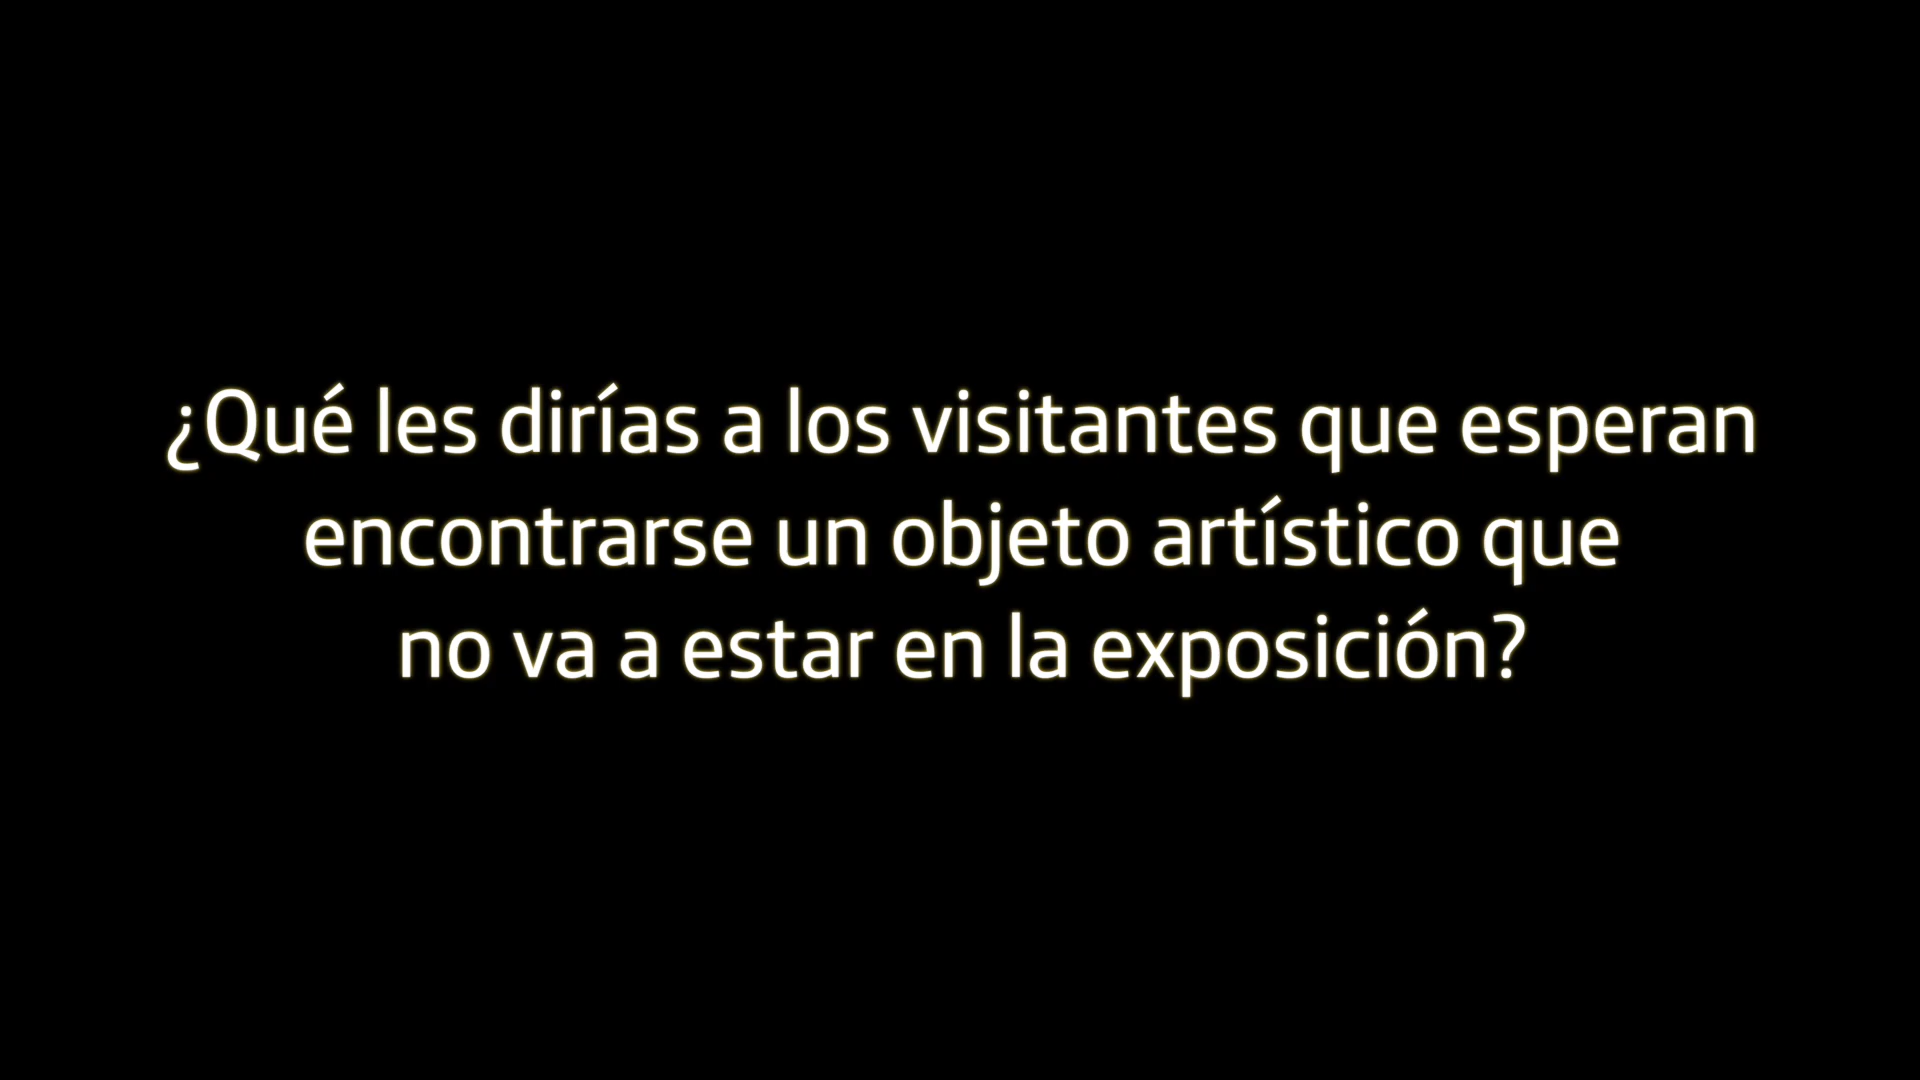 ¿Qué les dirías a los visitantes que esperan
encontrarse un objeto artístico que
no va a estar en la exposición?